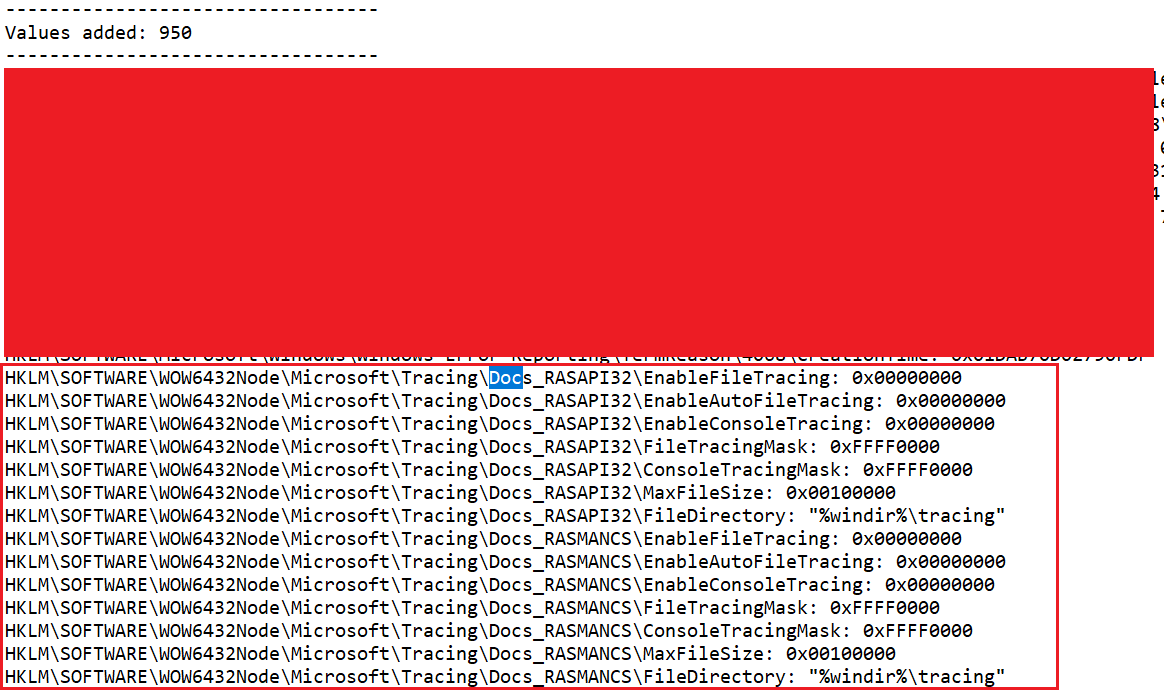 ----------------------------------
Values added: 950
----------------------------------
HKLM\SOFTWARE\WOW6432Node\Microsoft\Tracing\Docs_RASAPI32\EnableFileTracing: 0x00000000
HKLM\SOFTWARE\WOW6432Node\Microsoft\Tracing\Docs_RASAPI32\EnableAutoFileTracing: 0x00000000
HKLM\SOFTWARE\WOW6432Node\Microsoft\Tracing\Docs_RASAPI32\EnableConsoleTracing: 0x00000000
HKLM\SOFTWARE\WOW6432Node\Microsoft\Tracing\Docs_RASAPI32\FileTracingMask: 0xFFFF0000
HKLM\SOFTWARE\WOW6432Node\Microsoft\Tracing\Docs_RASAPI32\ConsoleTracingMask: 0xFFFF0000
HKLM\SOFTWARE\WOW6432Node\Microsoft\Tracing\Docs_RASAPI32\MaxFileSize: 0x00100000
HKLM\SOFTWARE\WOW6432Node\Microsoft\Tracing\Docs_RASAPI32\FileDirectory: "%windir%\tracing"
HKLM\SOFTWARE\WOW6432Node\Microsoft\Tracing\Docs_RASMANCS\EnableFileTracing: 0x00000000
HKLM\SOFTWARE\WOW6432Node\Microsoft\Tracing\Docs_RASMANCS\EnableAutoFileTracing: 0x00000000
HKLM\SOFTWARE\WOW6432Node\Microsoft\Tracing\Docs_RASMANCS\EnableConsoleTracing: 0x00000000
HKLM\SOFTWARE\WOW6432Node\Microsoft\Tracing\Docs_RASMANCS\FileTracingMask: 0xFFFF0000
HKLM\SOFTWARE\WOW6432Node\Microsoft\Tracing\Docs_RASMANCS\ConsoleTracingMask: 0xFFFF0000
HKLM\SOFTWARE\WOW6432Node\Microsoft\Tracing\Docs_RASMANCS\MaxFileSize: 0x00100000
HKLM\SOFTWARE\WOW6432Node\Microsoft\Tracing\Docs_RASMANCS\FileDirectory: "%windir%\tracing"